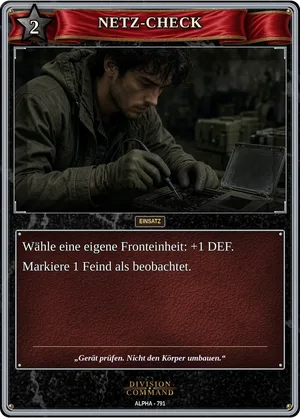 2
NETZ-CHECK
EINSATZ
Wähle eine eigene Fronteinheit: +1 DEF.
Markiere 1 Feind als beobachtet.
„Gerät prüfen. Nicht den Körper umbauen.“
DIVISION
COMMAND
ALPHA - 791